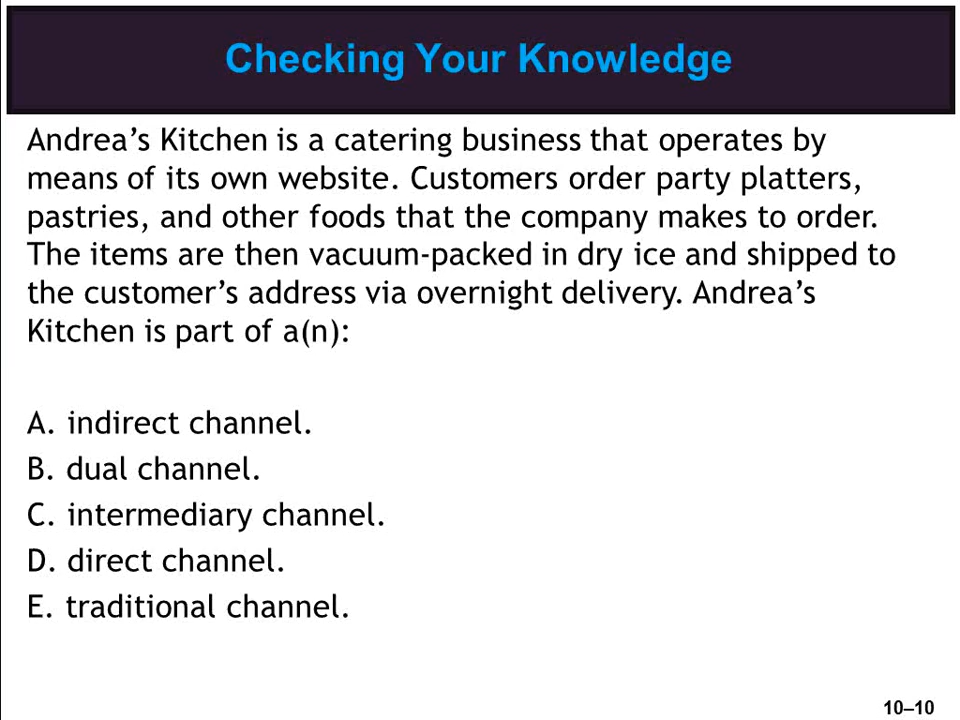 Checking Your Knowledge
Andrea’s Kitchen is a catering business that operates by
means of its own website. Customers order party platters,
pastries, and other foods that the company makes to order.
The items are then vacuum-packed in dry ice and shipped to
the customer’s address via overnight delivery. Andrea’s
Kitchen is part of a(n):
A. indirect channel.
B. dual channel.
C. intermediary channel.
D. direct channel.
E. traditional channel.
10–10